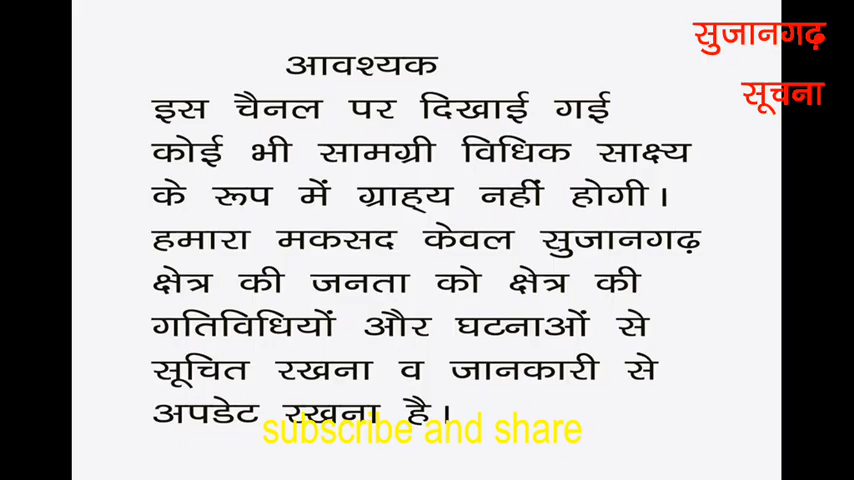 सुजानगढ़
सूचना
आवश्यक
इस चैनल पर दिखाई गई
कोई भी सामग्री विधिक साक्ष्य
के रूप में ग्राह्य नहीं होगी।
हमारा मकसद केवल सुजानगढ़
क्षेत्र की जनता को क्षेत्र की
गतिविधियों और घटनाओं से
सूचित रखना व जानकारी से
अपडेट रखना है।
subscribe and share